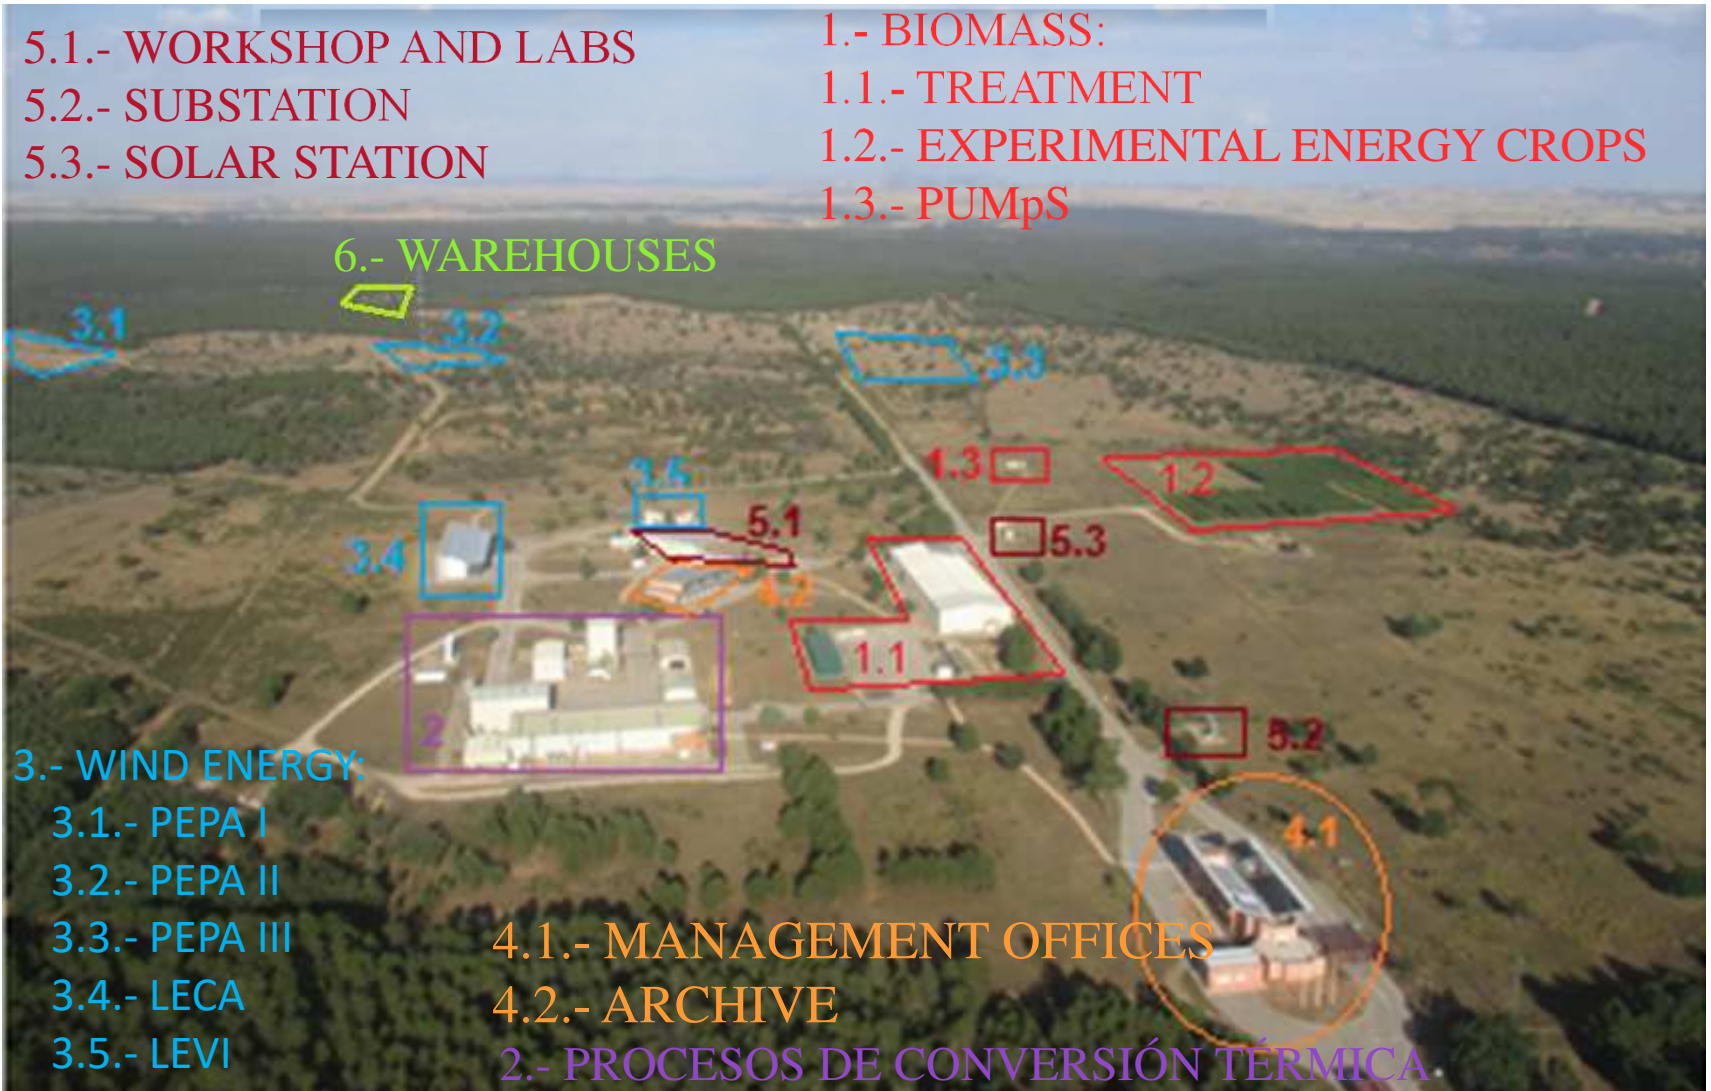 5.1.- WORKSHOP AND LABS
5.2.- SUBSTATION
5.3.- SOLAR STATION
1.- BIOMASS:
1.1.- TREATMENT
1.2.- EXPERIMENTAL ENERGY CROPS
1.3.- PUMpS
6.- WAREHOUSES
3.1
3.2
3.3
1.3
1.2
3.5
5.1
5.3
3.4
4.2
1.1
2
5.2
4.1
3.- WIND ENERGY:
3.1.- PEPA I
3.2.- PEPA II
3.3.- PEPA III
3.4.- LECA
3.5.- LEVI
4.1.- MANAGEMENT OFFICES
4.2.- ARCHIVE
2.- PROCESOS DE CONVERSIÓN TÉRMICA.